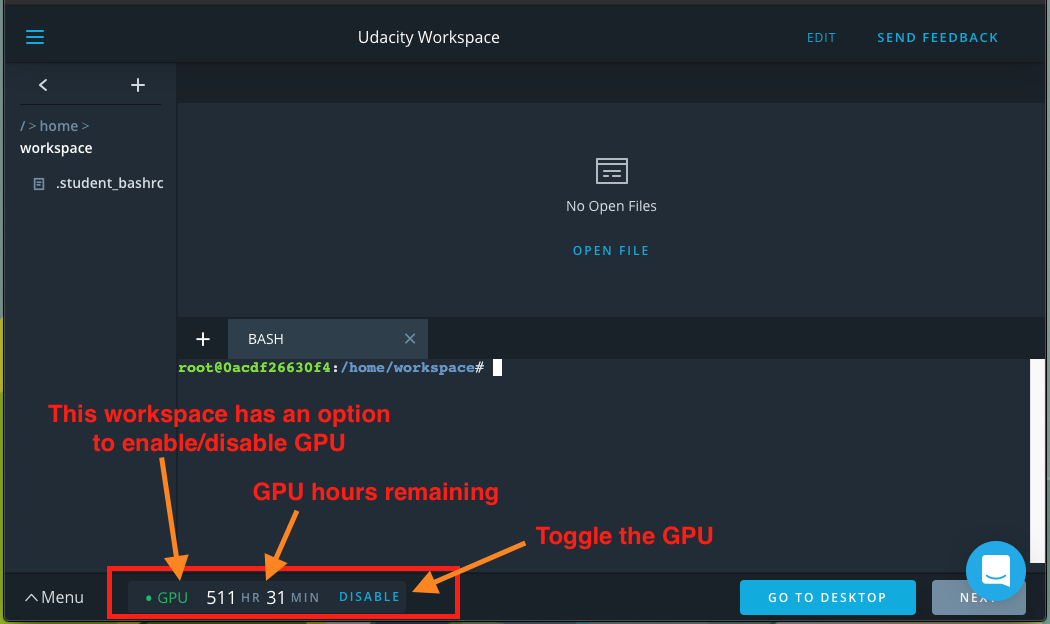 Udacity Workspace
EDIT
SEND FEEDBACK
/ > home >
workspace
.student_bashrc
No Open Files
OPEN FILE
BASH
root@0acdf26630f4:/home/workspace#
This workspace has an option
to enable/disable GPU
GPU hours remaining
Toggle the GPU
Menu
GPU 511 HR 31 MIN DISABLE
GO TO DESKTOP